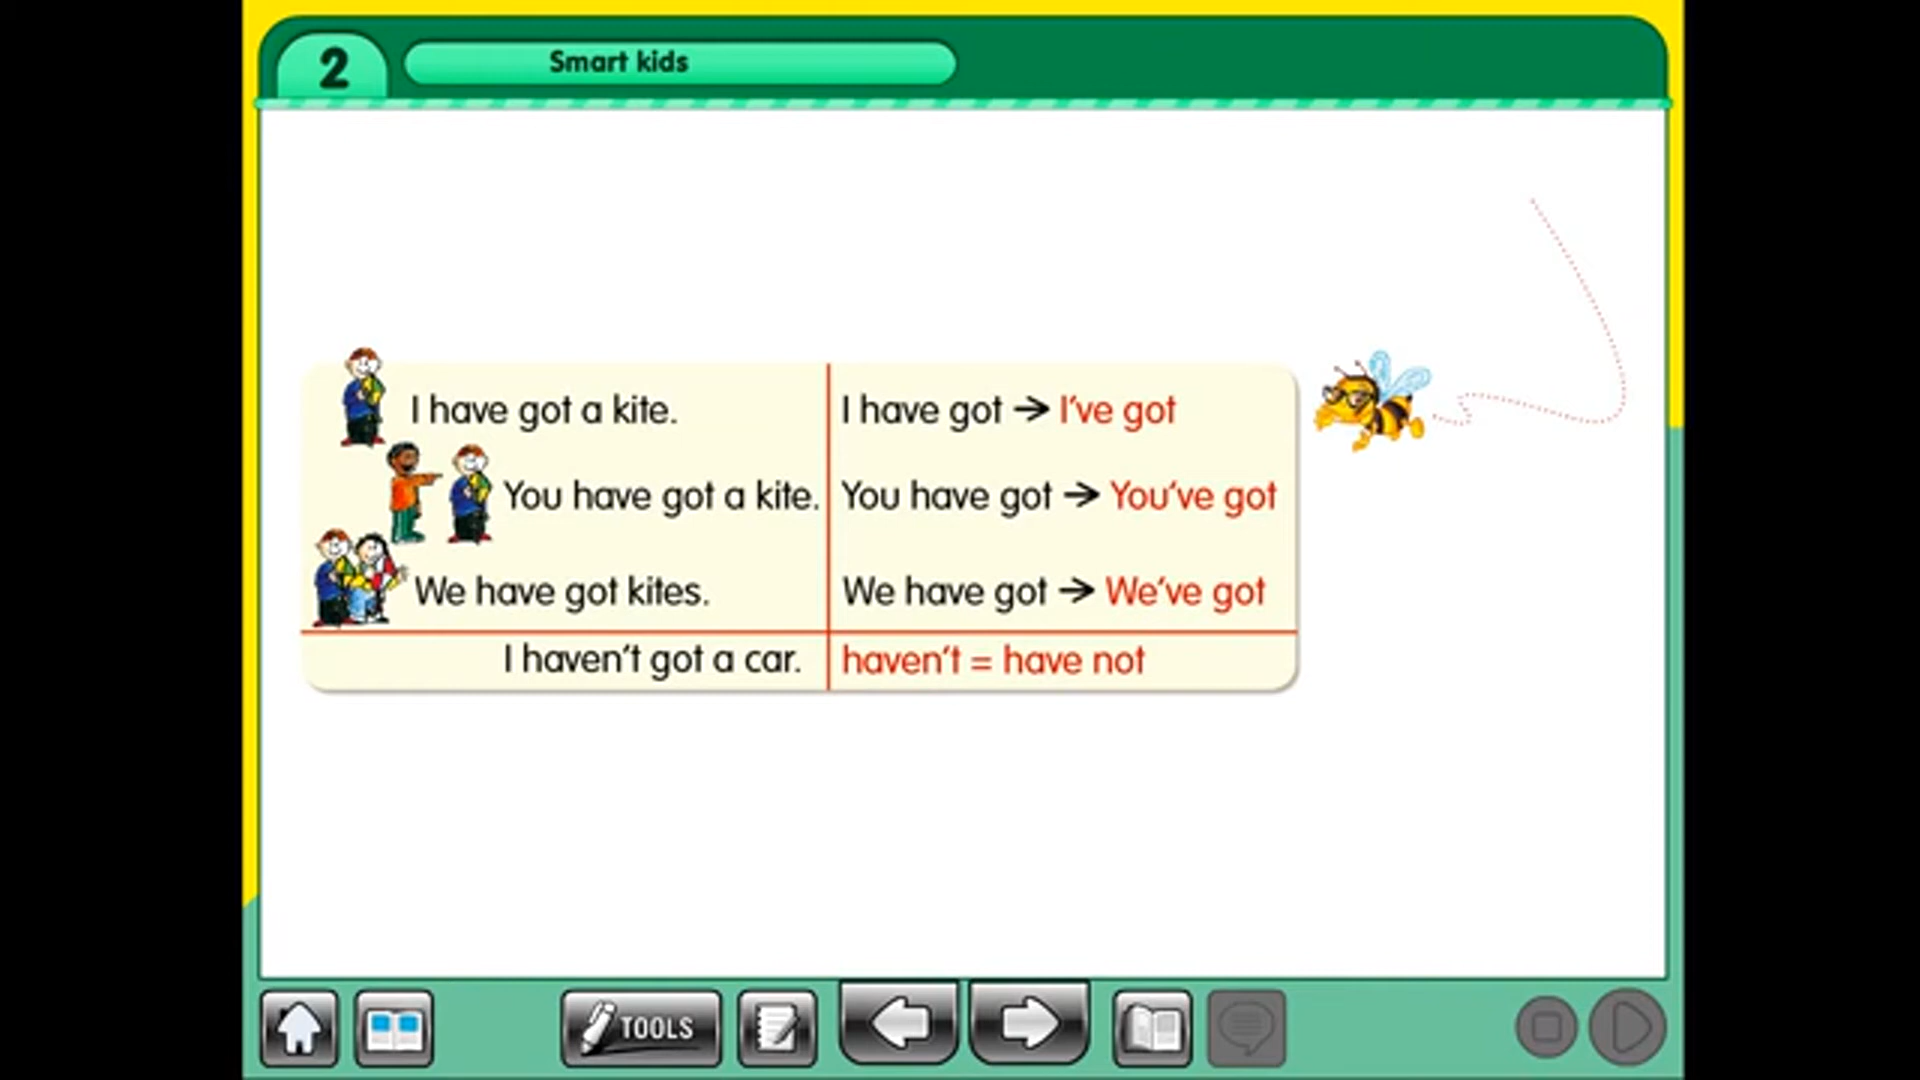 2
Smart kids
I have got a kite.
I have got → I've got
You have got a kite.
You have got → You've got
We have got kites.
We have got → We've got
I haven't got a car.
haven't = have not
TOOLS